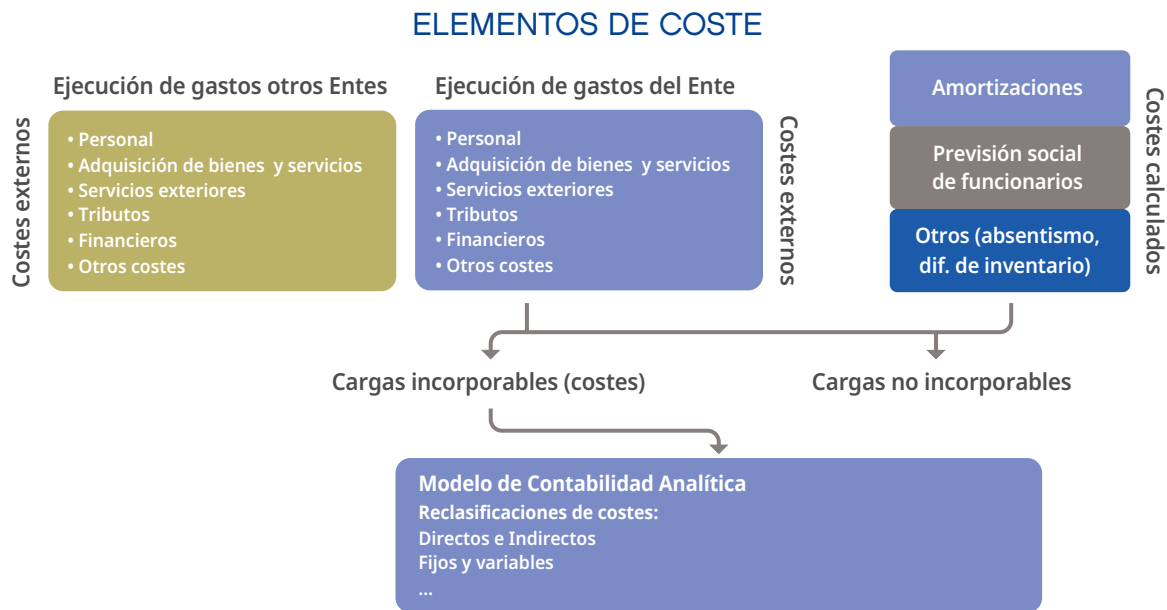 ELEMENTOS DE COSTE
Ejecución de gastos otros Entes
Costes externos
• Personal
• Adquisición de bienes y servicios
• Servicios exteriores
• Tributos
• Financieros
• Otros costes
Ejecución de gastos del Ente
• Personal
• Adquisición de bienes y servicios
• Servicios exteriores
• Tributos
• Financieros
• Otros costes
Costes externos
Amortizaciones
Previsión social
de funcionarios
Otros (absentismo,
dif. de inventario)
Costes calculados
Cargas incorporables (costes)
Cargas no incorporables
Modelo de Contabilidad Analítica
Reclasificaciones de costes:
Directos e Indirectos
Fijos y variables
...